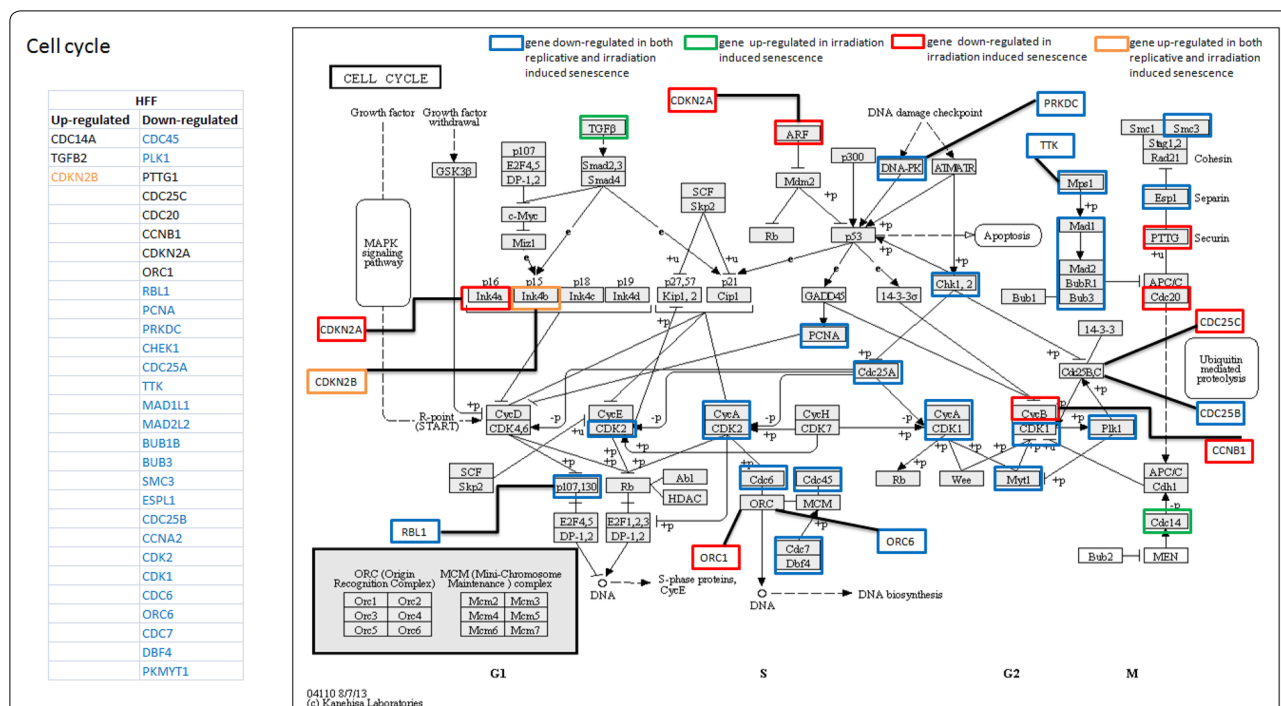 Cell cycle
HFF
Up-regulated Down-regulated
CDC14A CDC45
TGFB2 PLK1
CDKN2B PTTG1
CDC25C
CDC20
CCNB1
CDKN2A
ORC1
RBL1
PCNA
PRKDC
CHEK1
CDC25A
TTK
MAD1L1
MAD2L2
BUB1B
BUB3
SMC3
ESPL1
CDC25B
CCNA2
CDK2
CDK1
CDC6
ORC6
CDC7
DBF4
PKMYT1
gene down-regulated in both
replicative and irradiation
induced senescence
gene up-regulated in irradiation
induced senescence
gene down-regulated in
irradiation induced senescence
gene up-regulated in both
replicative and irradiation
induced senescence
CELL CYCLE
Growth factor
Growth factor
withdrawal
CDKN2A
PRKDC
TTK
DNA damage checkpoint
TGFβ
ARF
Smc1 Smc3
Stag1,2
Rad21
Cohesin
p107
E2F4,5
DP-1,2
Smad2,3
Smad4
GSK3β
p300
DNA-PK
ATM/ATR
Mdm2
+p
SCF
Skp2
Mps1
+p
Esp1
Separin
c-Myc
Miz1
Rb
p53
+p
Apoptosis
Mad1
PTTG
Securin
MAPK
signaling
pathway
e
e
e
e
e
+u
+u
+p
+p
+u
Mad2
BubR1
Bub3
Bub1
APC/C
Cdc20
p16
Ink4a
p15
Ink4b
p18
Ink4c
p19
Ink4d
p27,57
Kip1, 2
p21
Cip1
GADD45
14-3-3σ
Chk1, 2
CDKN2A
CDKN2B
PCNA
14-3-3
CDC25C
Ubiquitin
mediated
proteolysis
+p
+p
Cdc25A
Cdc25B,C
CDC25B
R-point
(START)
+p
CycD
CDK4,6
-p
CycE
CDK2
-p
CycA
CDK2
-p
CycH
CDK7
-p
CycA
CDK1
CycB
CDK1
-p
+p
Plk1
CCNB1
+u
+p
+p
+p
+p
+p
+p
+p
+u
+p
SCF
Skp2
+p
p107,130
+p
Rb
Abl
HDAC
Cdc6
Cdc45
Rb
Wee
Myt1
APC/C
Cdh1
RBL1
E2F4,5
DP-1,2
E2F1,2,3
DP-1,2
+p
ORC
MCM
+p
-p
Cdc14
ORC1
ORC6
Cdc7
Dbf4
Bub2
MEN
ORC (Origin
Recognition Complex)
MCM (Mini-Chromosome
Maintenance ) complex
Orc1 Orc2
Orc3 Orc4
Orc5 Orc6
Mcm2 Mcm3
Mcm4 Mcm5
Mcm6 Mcm7
DNA
S-phase proteins,
CycE
DNA
DNA biosynthesis
G1 S G2 M
04110 8/7/13
(c) Kanehisa Laboratories